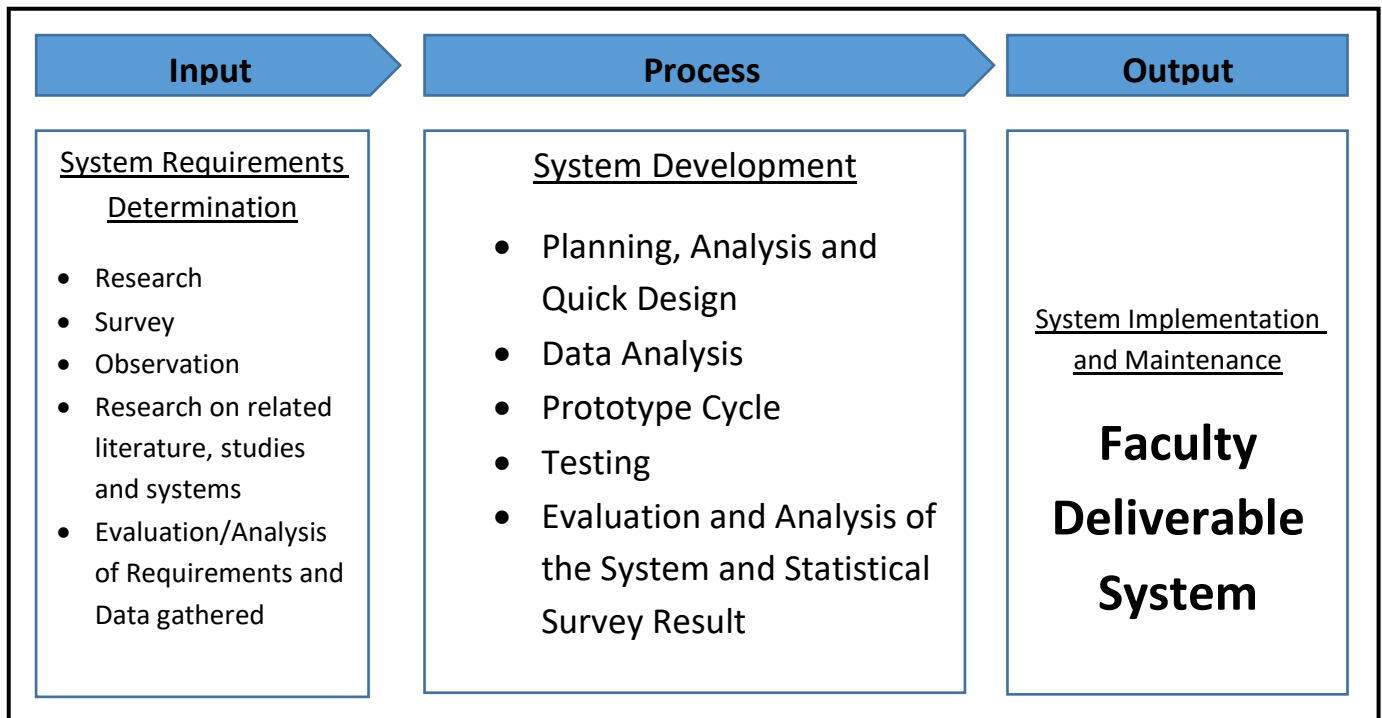 Input
Process
Output
System Requirements
Determination
• Research
• Survey
• Observation
• Research on related
literature, studies
and systems
• Evaluation/Analysis
of Requirements and
Data gathered
System Development
• Planning, Analysis and
Quick Design
• Data Analysis
• Prototype Cycle
• Testing
• Evaluation and Analysis of
the System and Statistical
Survey Result
System Implementation
and Maintenance
Faculty
Deliverable
System